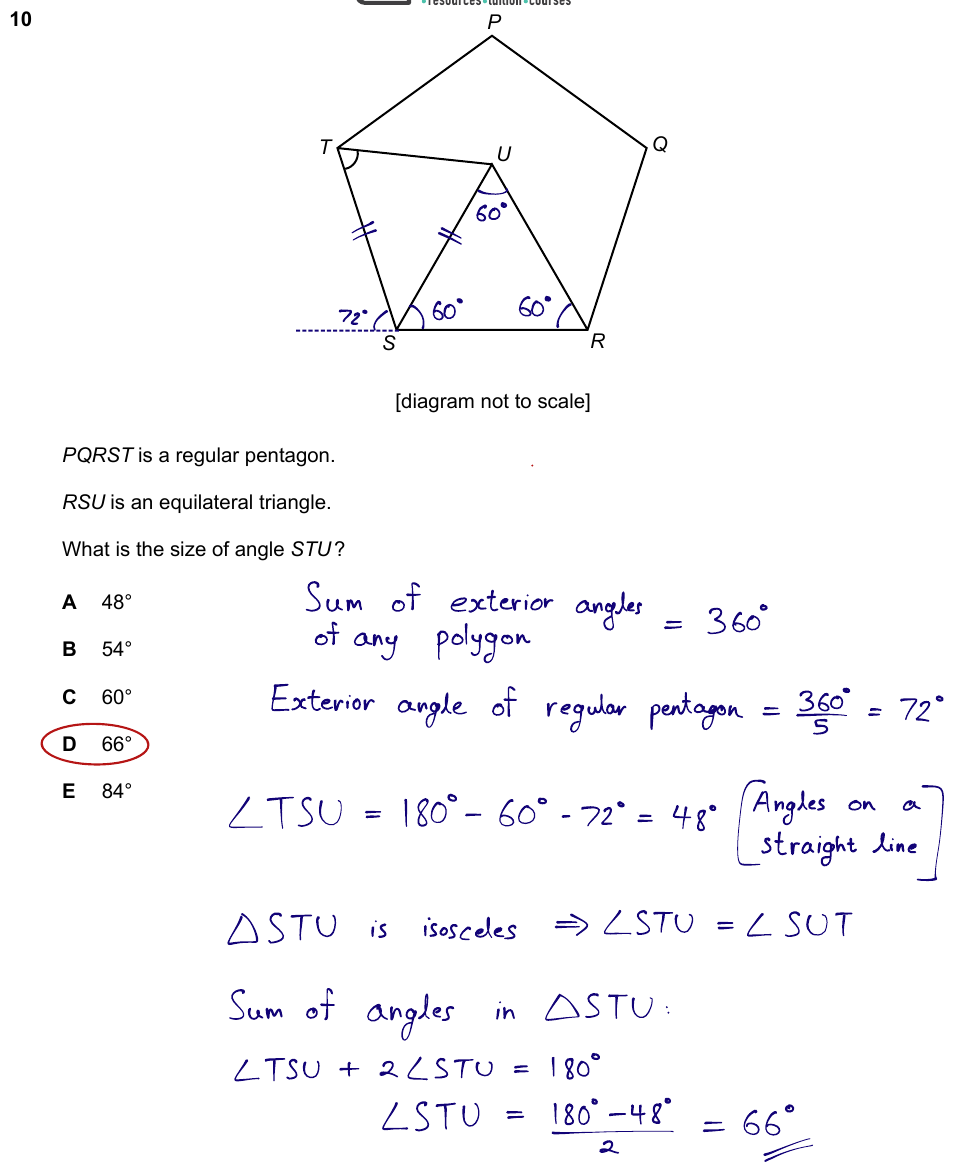 10
resources•tuition•courses
P
T
U
Q
60°
72°
60°
60°
S
R
[diagram not to scale]
PQRST is a regular pentagon.
RSU is an equilateral triangle.
What is the size of angle STU?
A 48°
B 54°
C 60°
D 66°
E 84°
Sum of exterior angles
of any polygon = 360°
Exterior angle of regular pentagon = 360°/5 = 72°
∠TSU = 180° - 60° - 72° = 48° [Angles on a
straight line]
△STU is isosceles ⇒ ∠STU = ∠SUT
Sum of angles in △STU:
∠TSU + 2∠STU = 180°
∠STU = 180° - 48°/2 = 66°